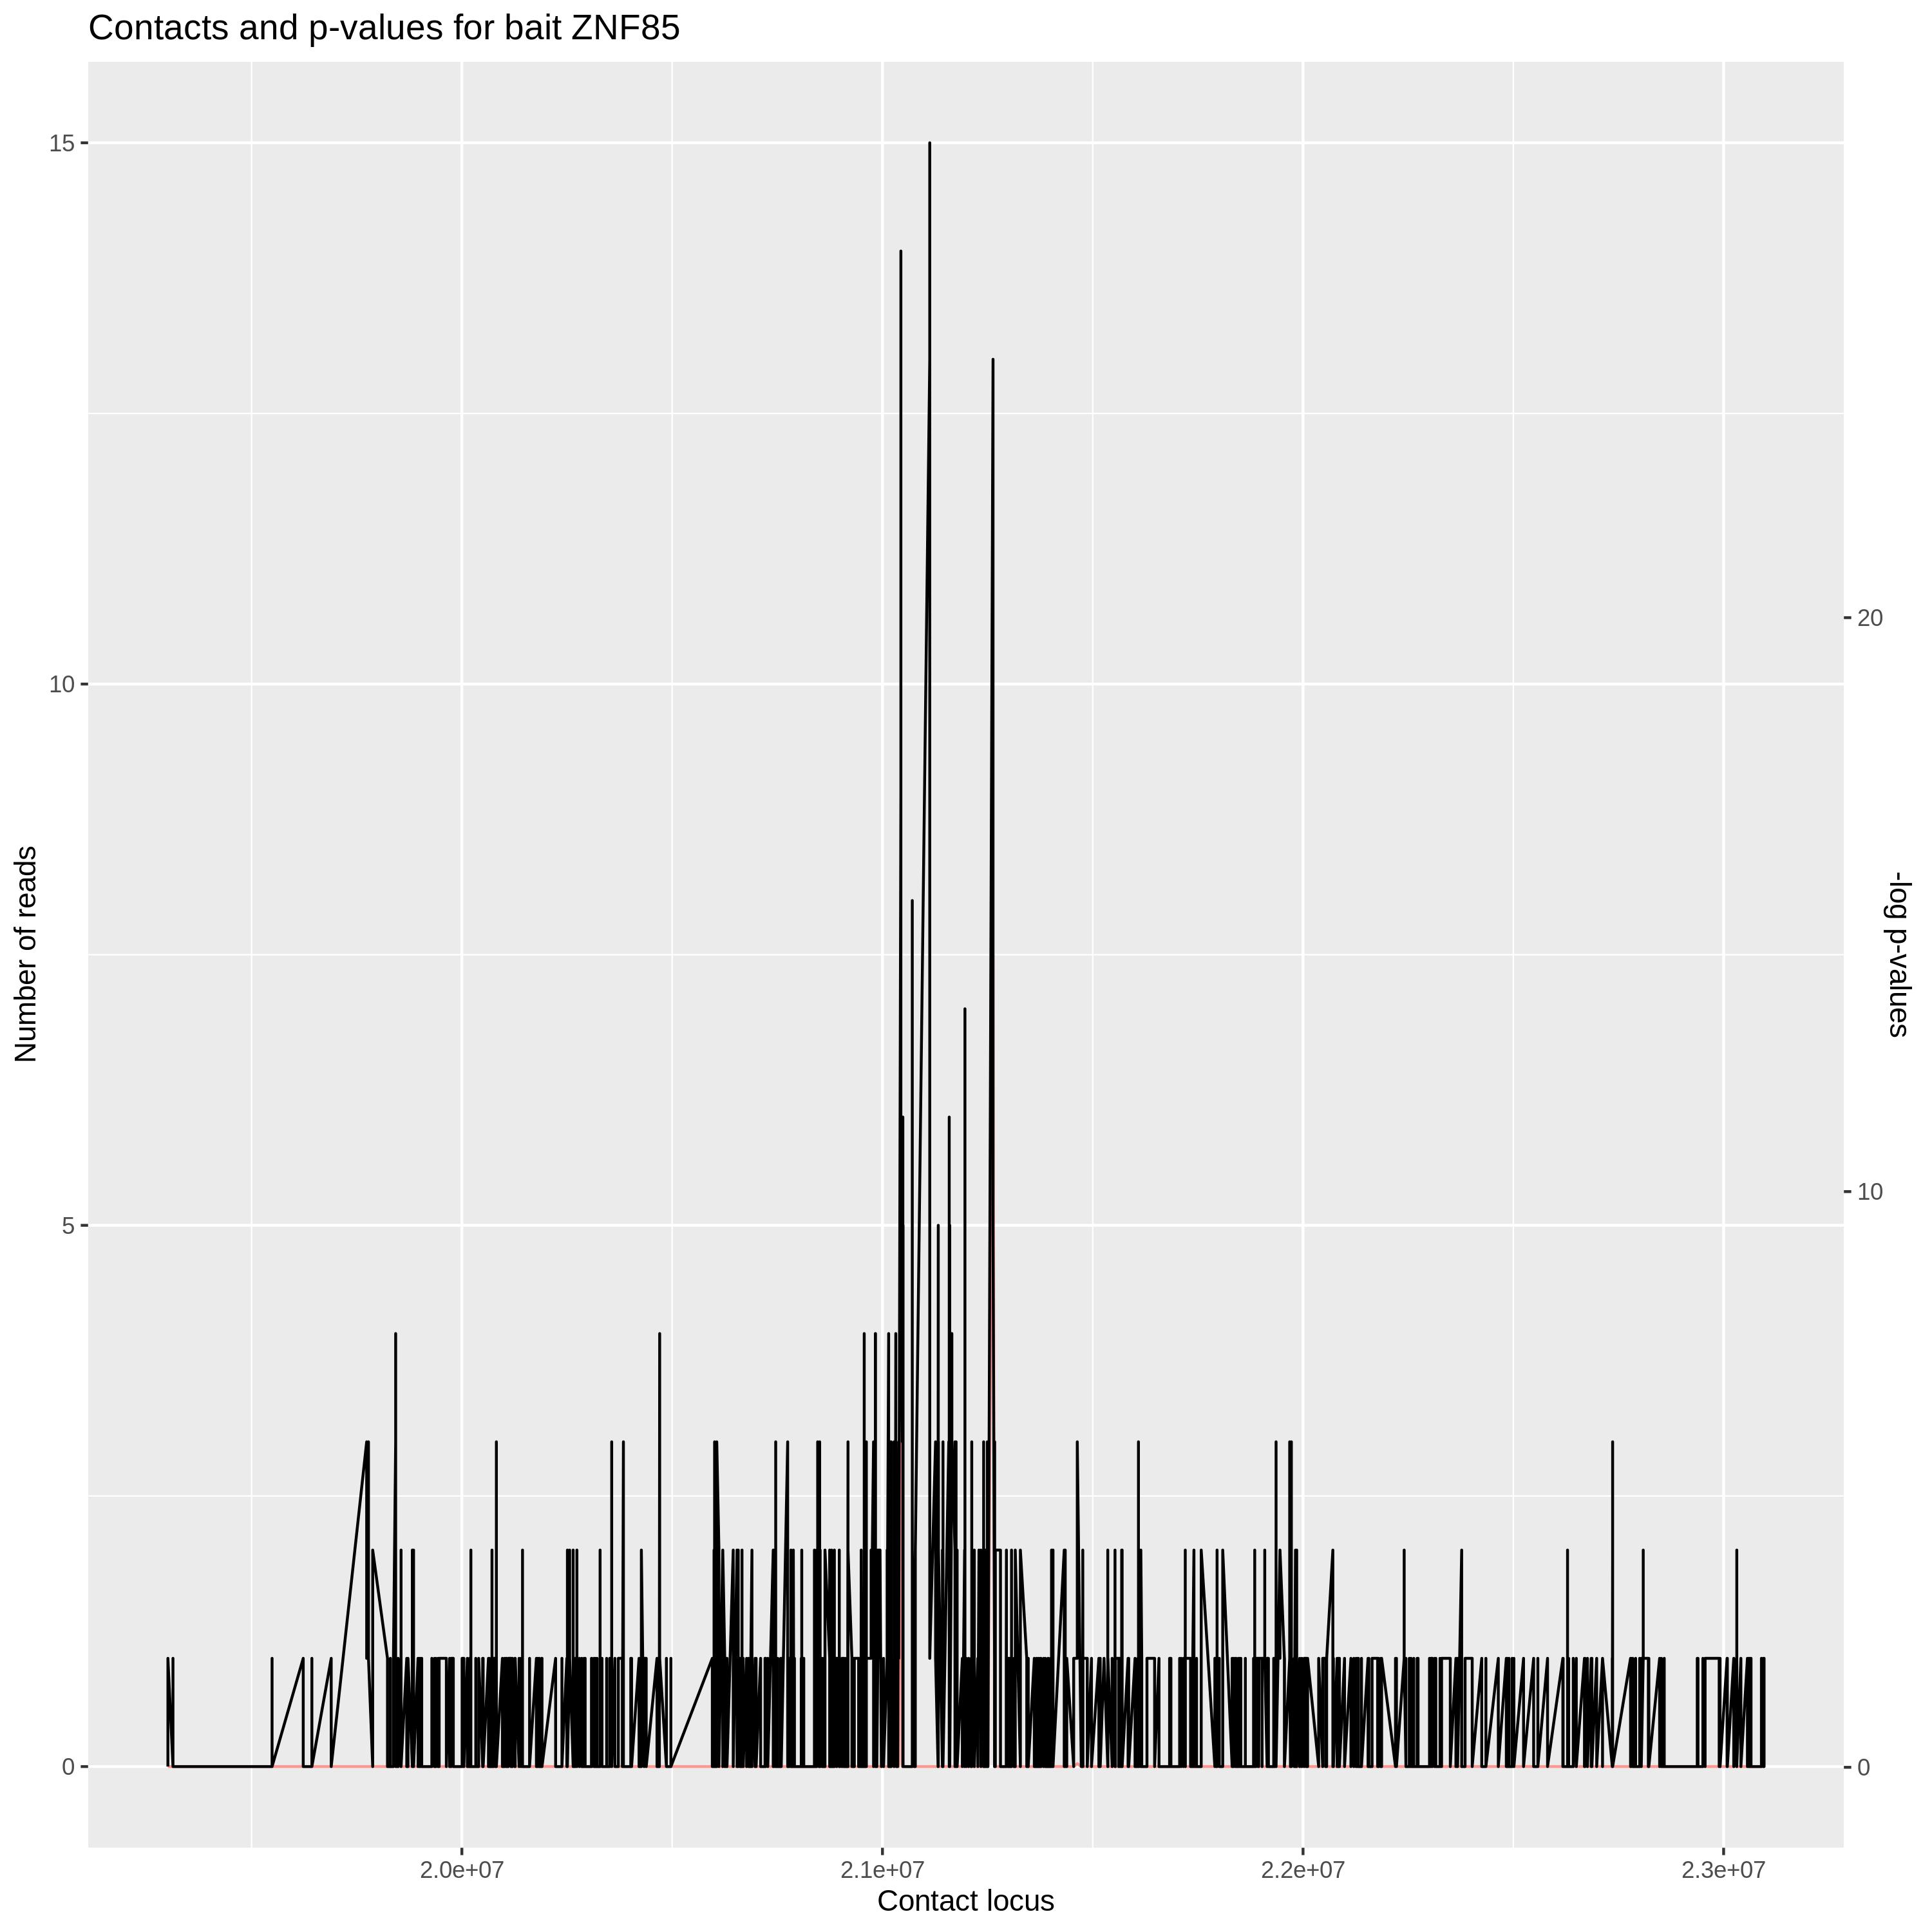 Contacts and p-values for bait ZNF85
15
10
5
0
Number of reads
20
10
0
-log p-values
2.0e+07
2.1e+07
2.2e+07
2.3e+07
Contact locus